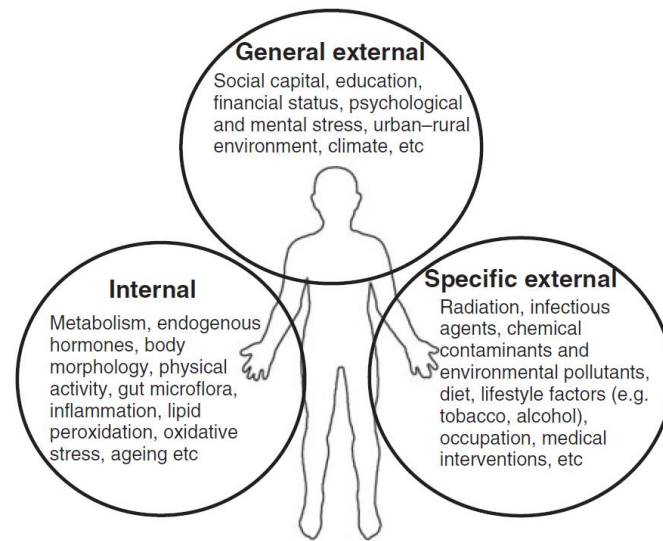 General external
Social capital, education,
financial status, psychological
and mental stress, urban–rural
environment, climate, etc
Internal
Metabolism, endogenous
hormones, body
morphology, physical
activity, gut microflora,
inflammation, lipid
peroxidation, oxidative
stress, ageing etc
Specific external
Radiation, infectious
agents, chemical
contaminants and
environmental pollutants,
diet, lifestyle factors (e.g.
tobacco, alcohol),
occupation, medical
interventions, etc